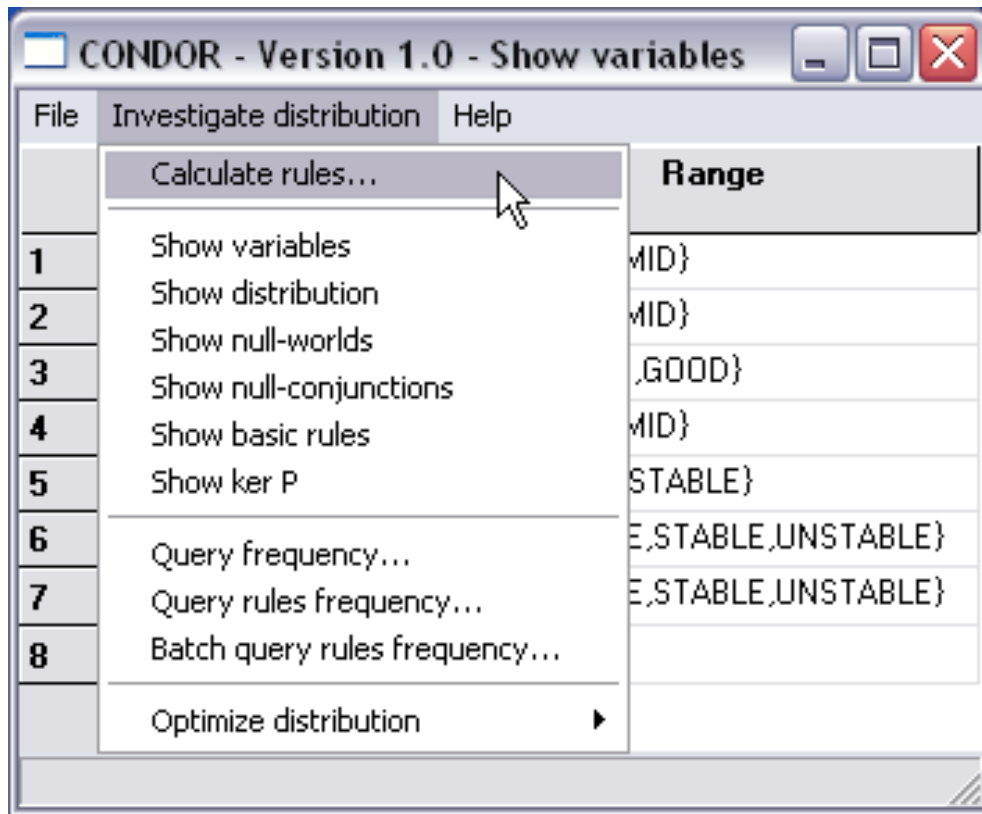 CONDOR - Version 1.0 - Show variables
File Investigate distribution Help
Calculate rules...
Range
Show variables
Show distribution
Show null-worlds
Show null-conjunctions
Show basic rules
Show ker P
Query frequency...
Query rules frequency...
Batch query rules frequency...
Optimize distribution
1 MID}
2 MID}
3 ,GOOD}
4 MID}
5 STABLE}
6 E,STABLE,UNSTABLE}
7 E,STABLE,UNSTABLE}
8